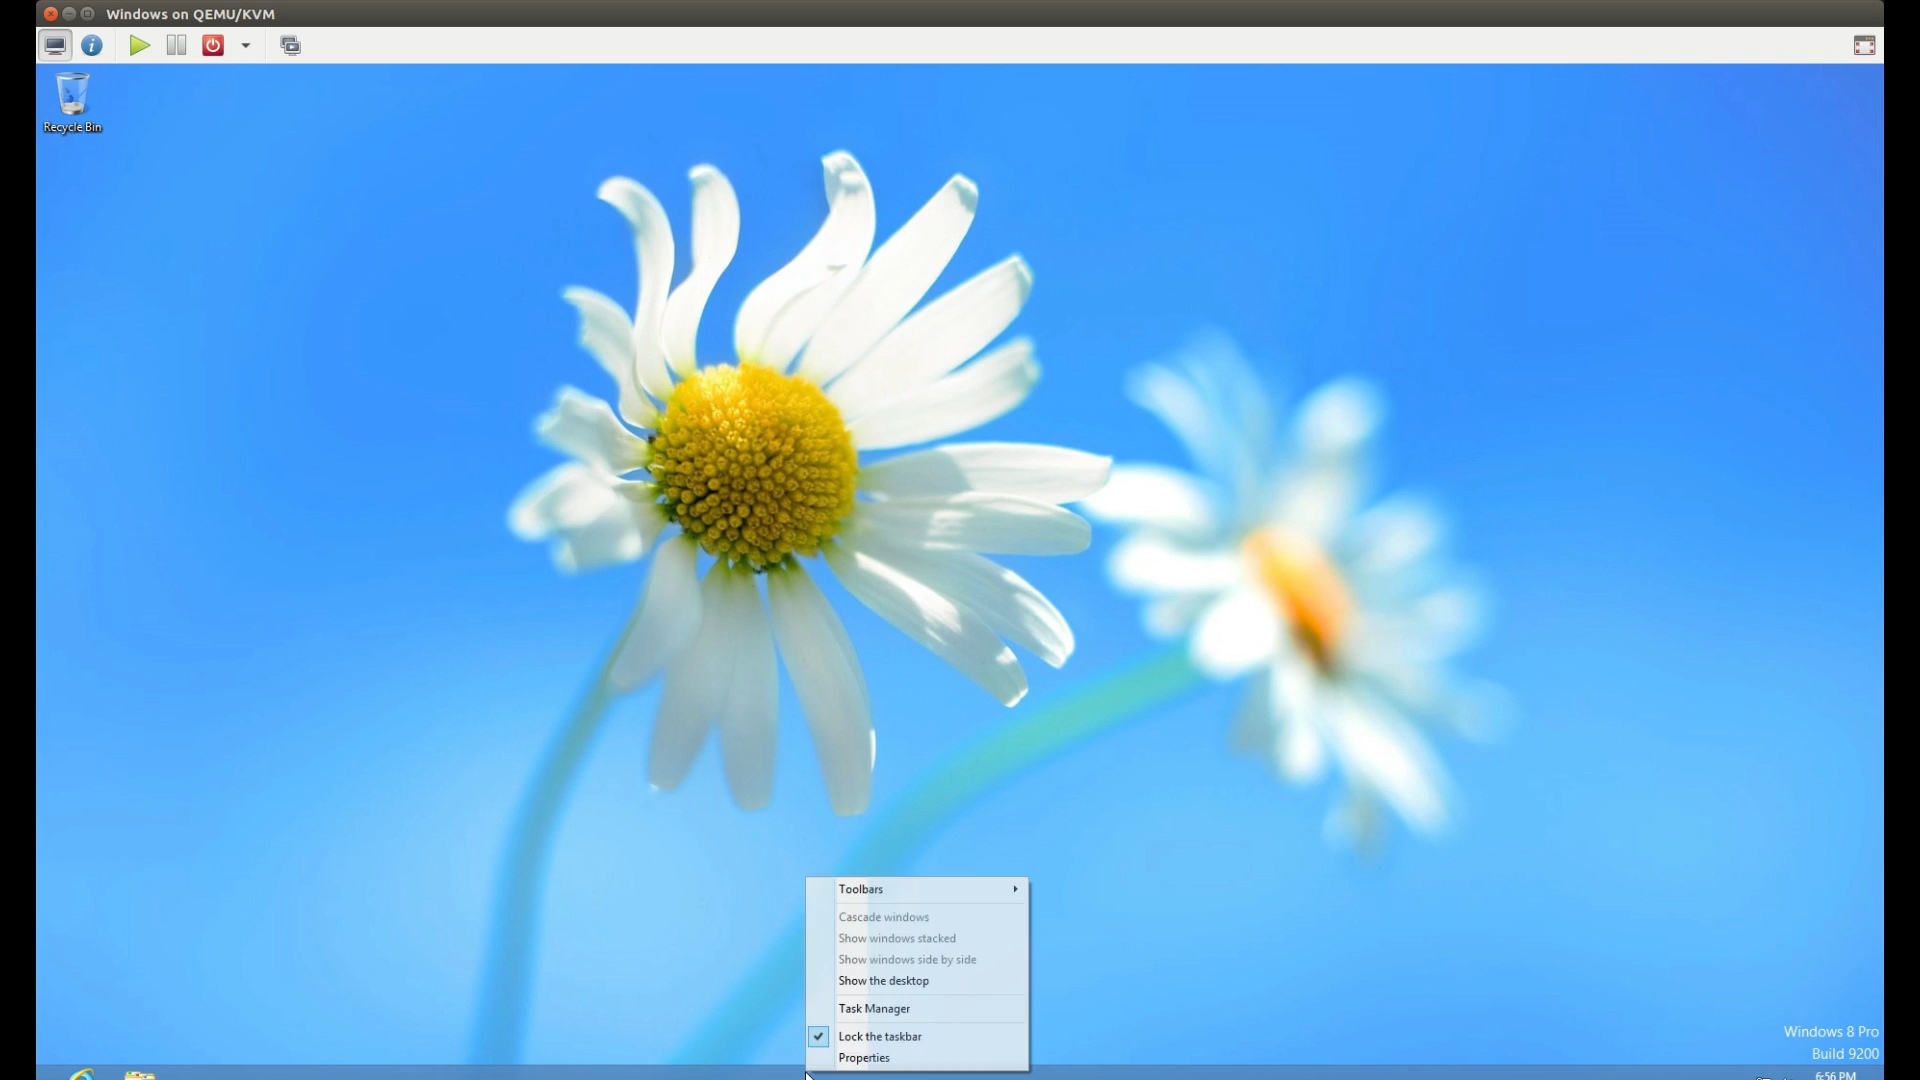 Windows on QEMU/KVM
Recycle Bin
Toolbars
Cascade windows
Show windows stacked
Show windows side by side
Show the desktop
Task Manager
Lock the taskbar
Properties
Windows 8 Pro
Build 9200
6:56 PM